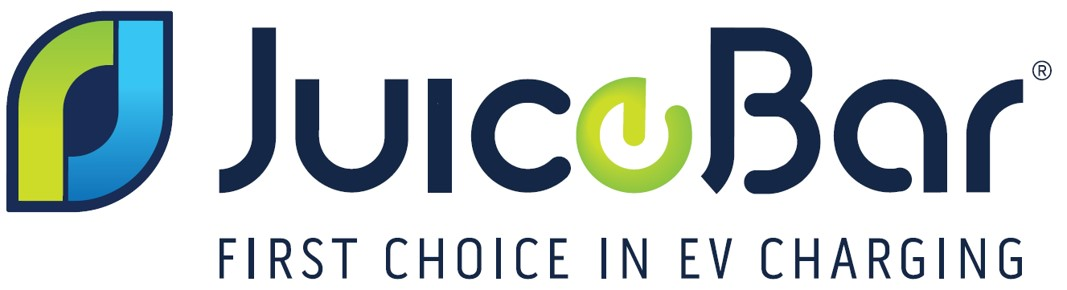 JuiceBar®
FIRST CHOICE IN EV CHARGING